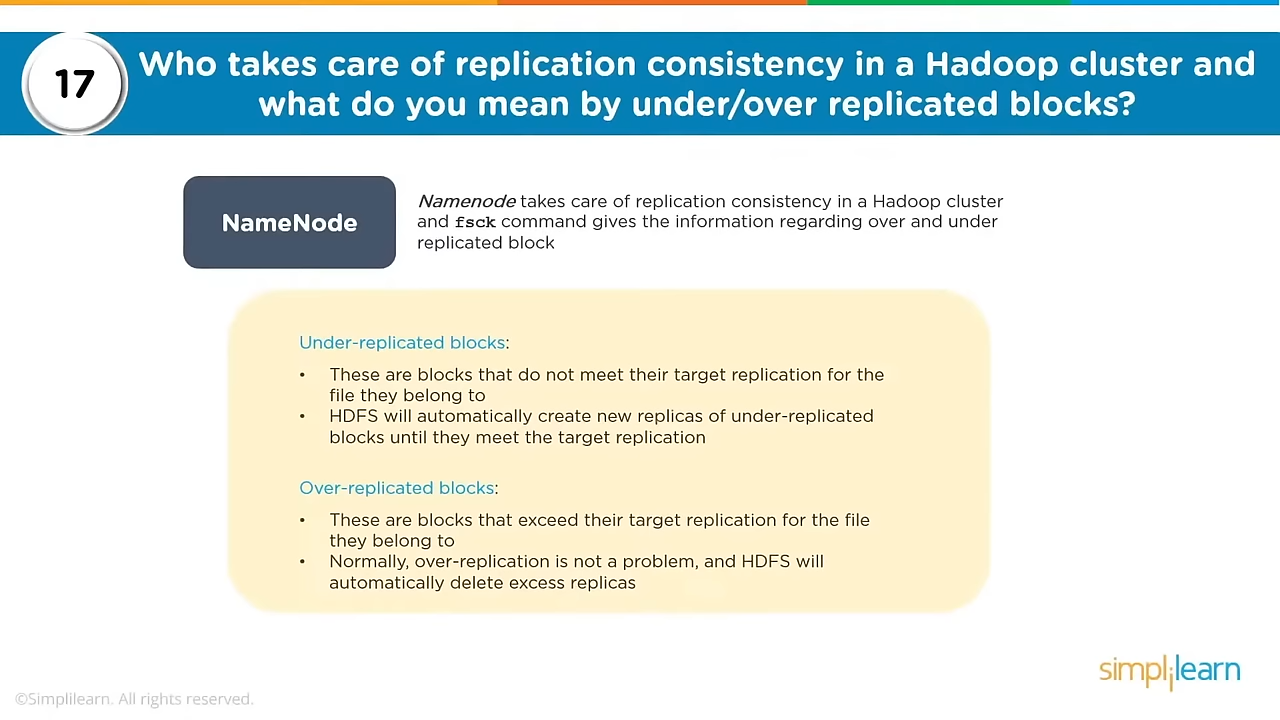 17
Who takes care of replication consistency in a Hadoop cluster and
what do you mean by under/over replicated blocks?
NameNode
Namenode takes care of replication consistency in a Hadoop cluster
and fsck command gives the information regarding over and under
replicated block
Under-replicated blocks:
• These are blocks that do not meet their target replication for the
file they belong to
• HDFS will automatically create new replicas of under-replicated
blocks until they meet the target replication
Over-replicated blocks:
• These are blocks that exceed their target replication for the file
they belong to
• Normally, over-replication is not a problem, and HDFS will
automatically delete excess replicas
simplilearn
©Simplilearn. All rights reserved.